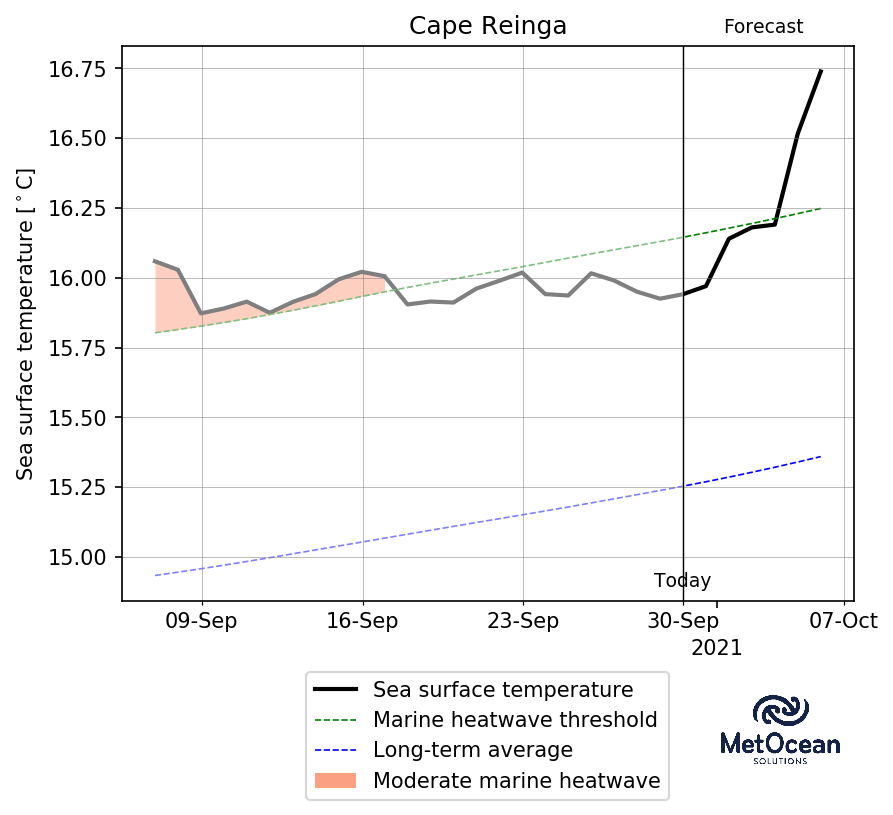 Cape Reinga
Forecast
Sea surface temperature [°C]
16.75
16.50
16.25
16.00
15.75
15.50
15.25
15.00
Today
09-Sep 16-Sep 23-Sep 30-Sep 07-Oct
2021
Sea surface temperature
Marine heatwave threshold
Long-term average
Moderate marine heatwave
MetOcean
SOLUTIONS